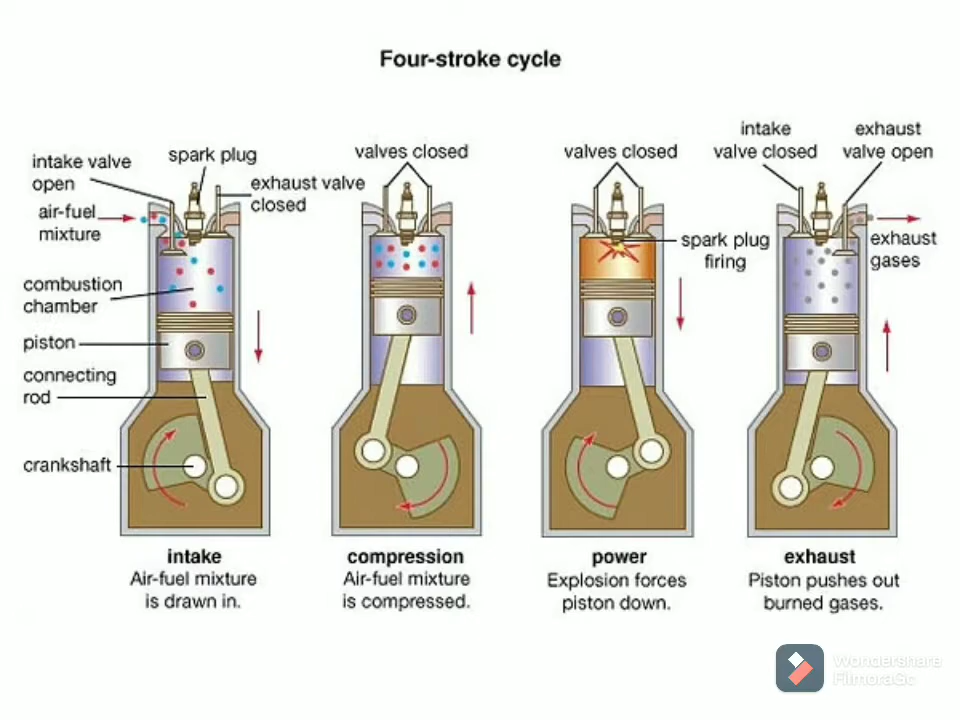 Four-stroke cycle
intake valve
open
spark plug
exhaust valve
closed
air-fuel
mixture
combustion
chamber
piston
connecting
rod
crankshaft
intake
Air-fuel mixture
is drawn in.
valves closed
compression
Air-fuel mixture
is compressed.
valves closed
spark plug
firing
power
Explosion forces
piston down.
intake
valve closed
exhaust
valve open
exhaust
gases
exhaust
Piston pushes out
burned gases.
Wondershare
FilmoraGo